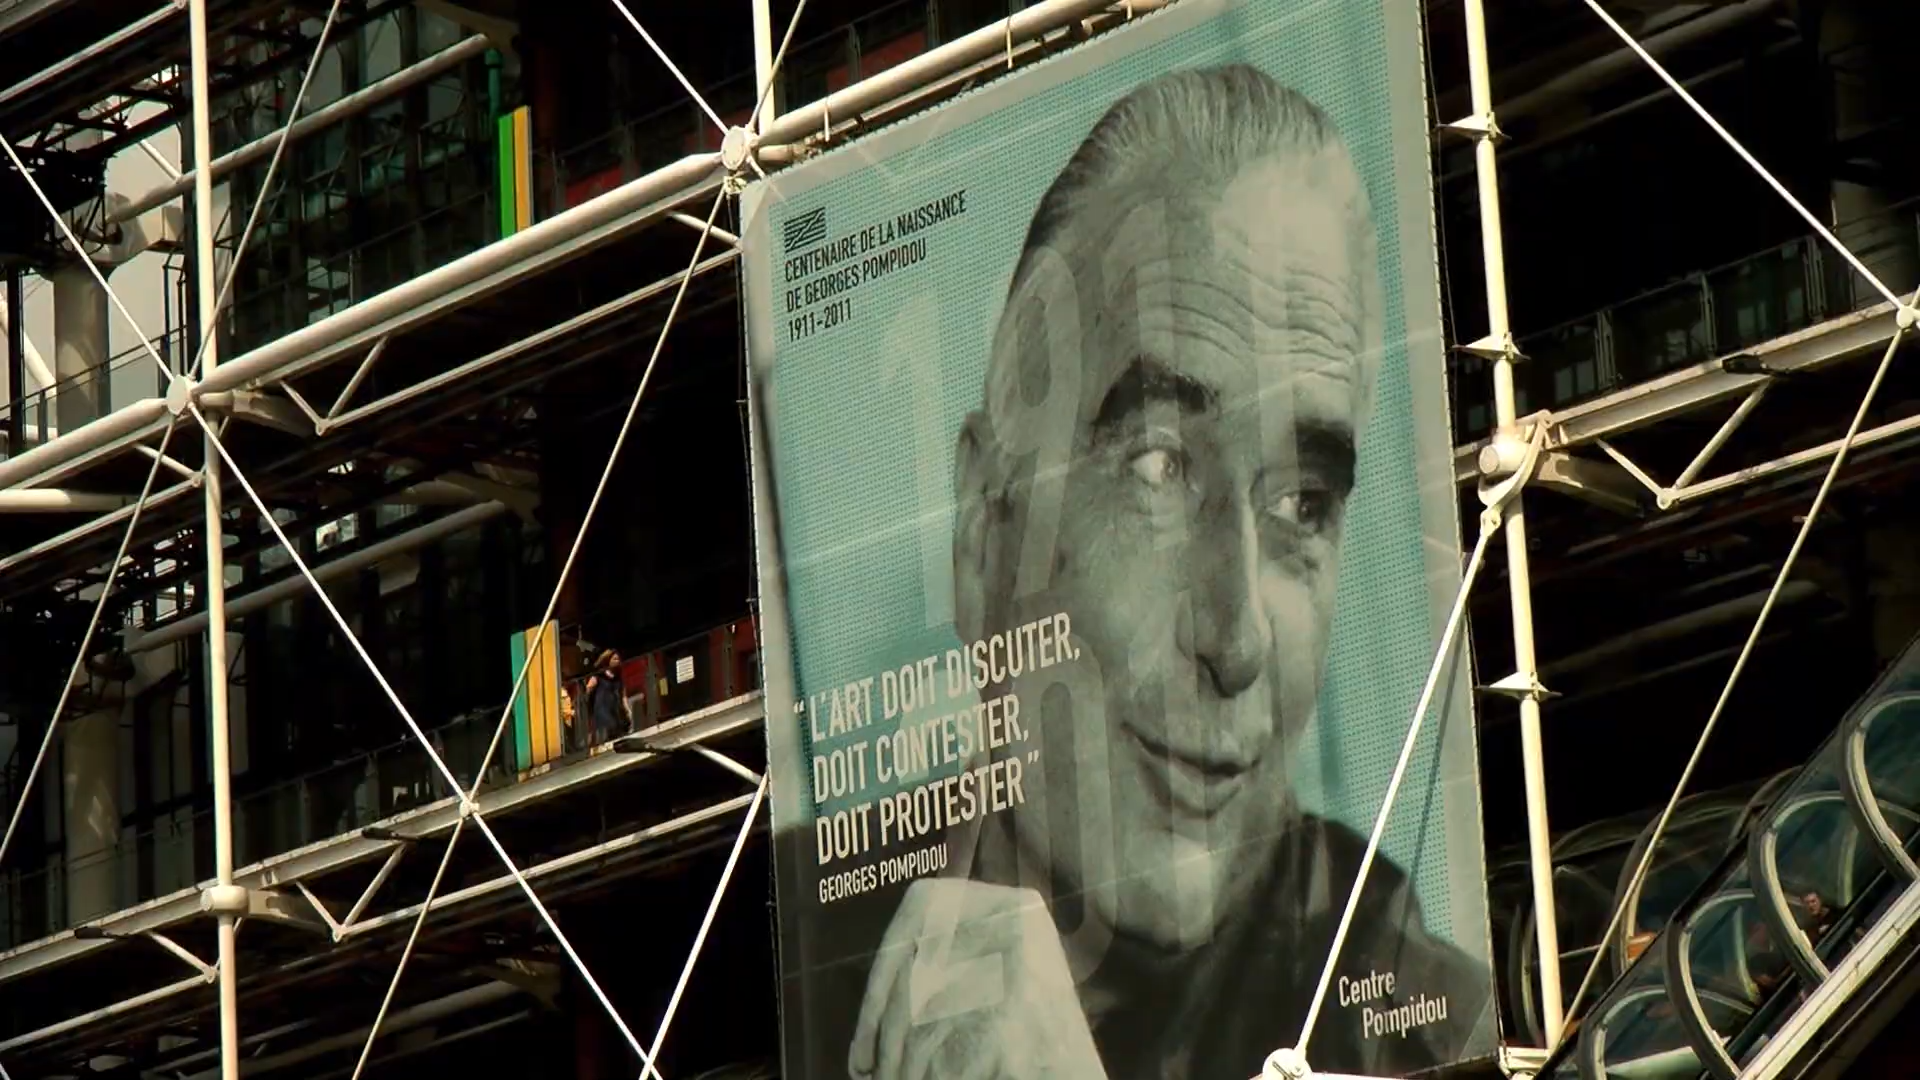 CENTENAIRE DE LA NAISSANCE
DE GEORGES POMPIDOU
1911-2011
1911
“L’ART DOIT DISCUTER,
DOIT CONTESTER,
DOIT PROTESTER”
GEORGES POMPIDOU
Centre
Pompidou